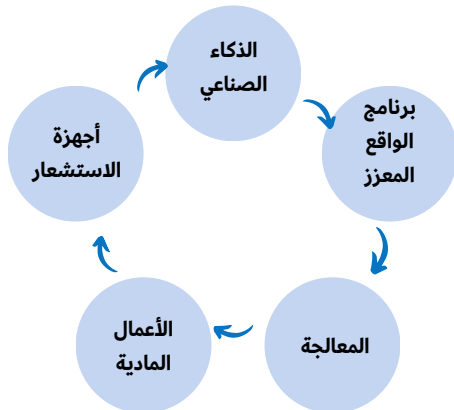 الذكاء
الصناعي
برنامج
الواقع
المعزز
المعالجة
الأعمال
المادية
أجهزة
الاستشعار